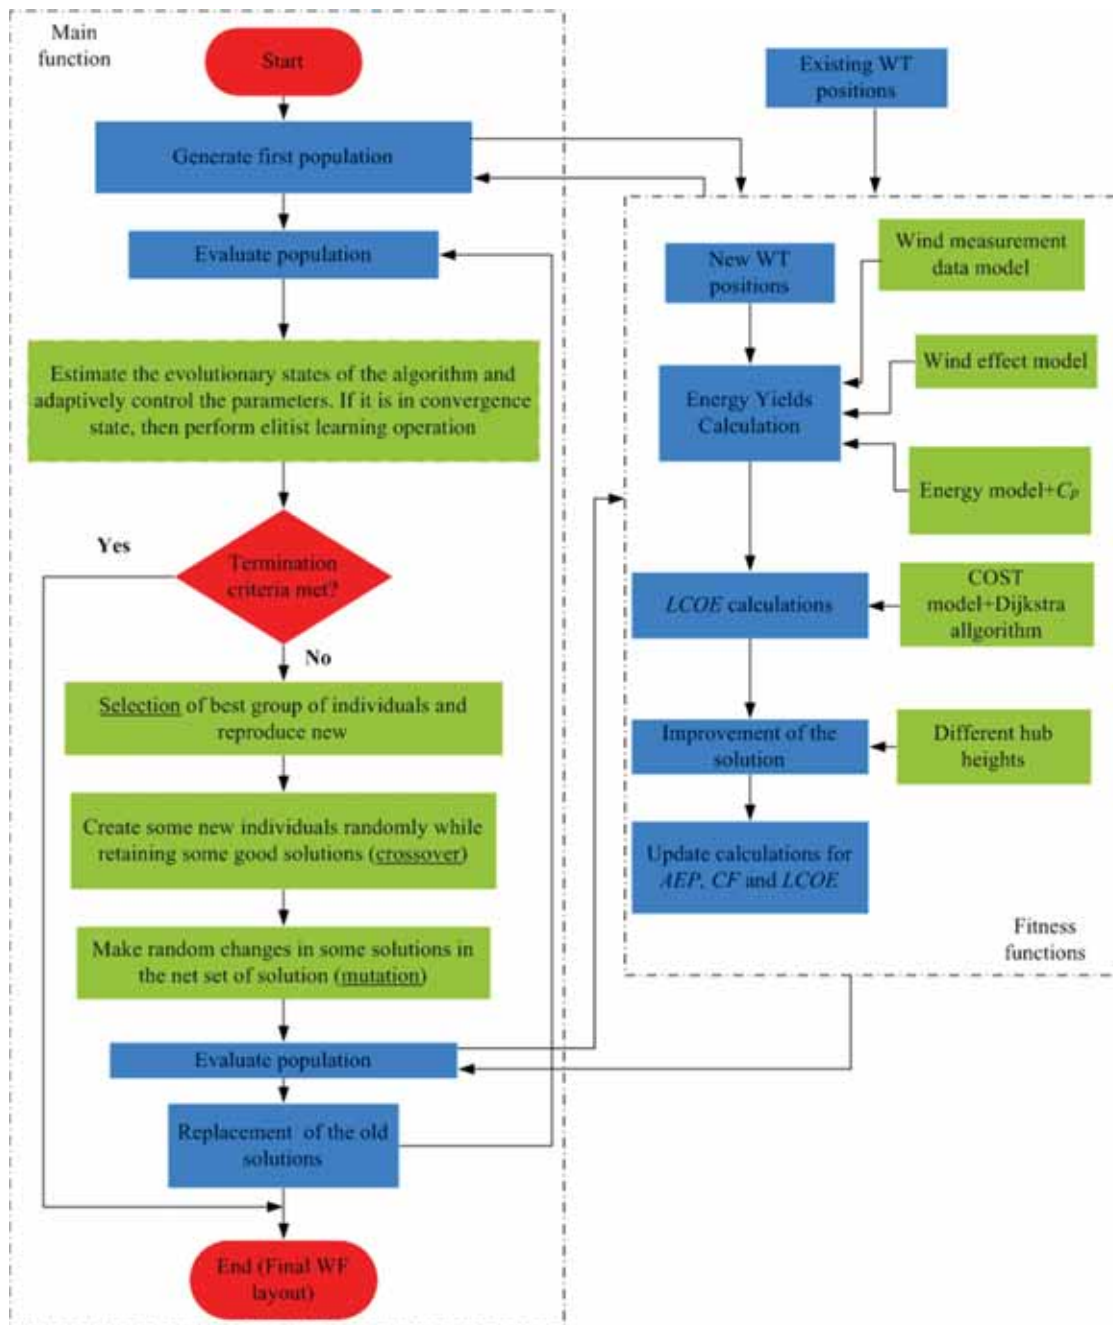 Main
function
Start
Generate first population
Evaluate population
Estimate the evolutionary states of the algorithm and
adaptively control the parameters. If it is in convergence
state, then perform elitist learning operation
Yes
Termination
criteria met?
No
Selection of best group of individuals and
reproduce new
Create some new individuals randomly while
retaining some good solutions (crossover)
Make random changes in some solutions in
the net set of solution (mutation)
Evaluate population
Replacement of the old
solutions
End (Final WF
layout)
Existing WT
positions
New WT
positions
Wind measurement
data model
Wind effect model
Energy Yields
Calculation
Energy model+Cp
LCOE calculations
COST
model+Dijkstra
allgorithm
Improvement of the
solution
Different hub
heights
Update calculations for
AEP, CF and LCOE
Fitness
functions